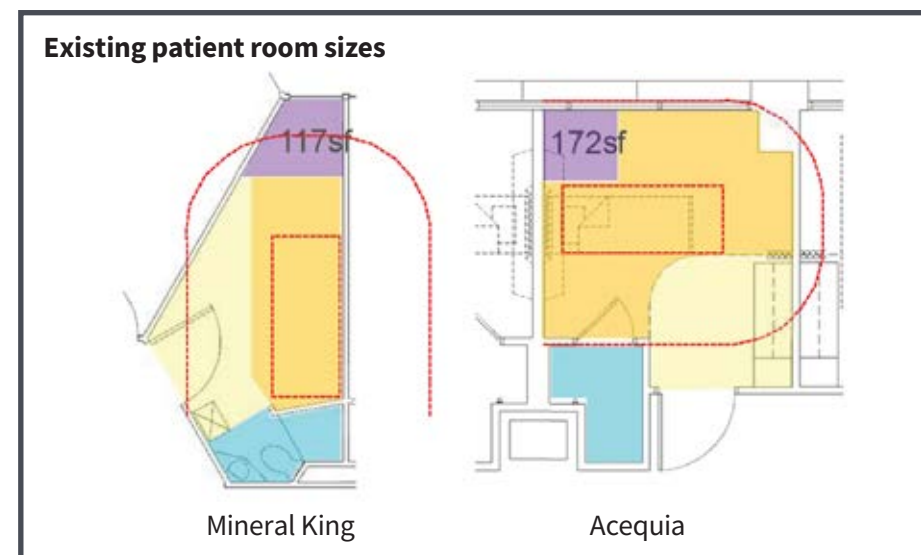 Existing patient room sizes
117sf
172sf
Mineral King
Acequia